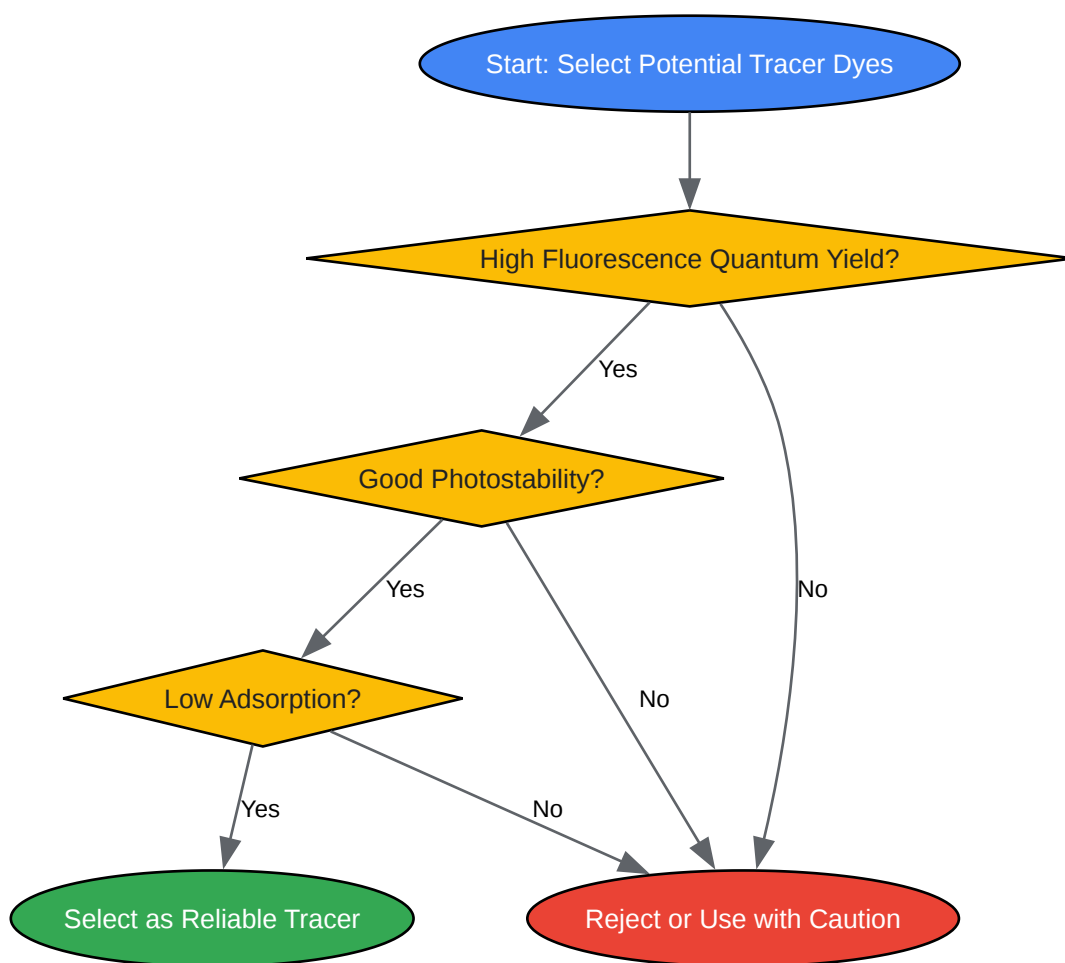 Start: Select Potential Tracer Dyes
High Fluorescence Quantum Yield?
Yes
Good Photostability?
Yes
No
Low Adsorption?
No
Yes
No
Select as Reliable Tracer
Reject or Use with Caution